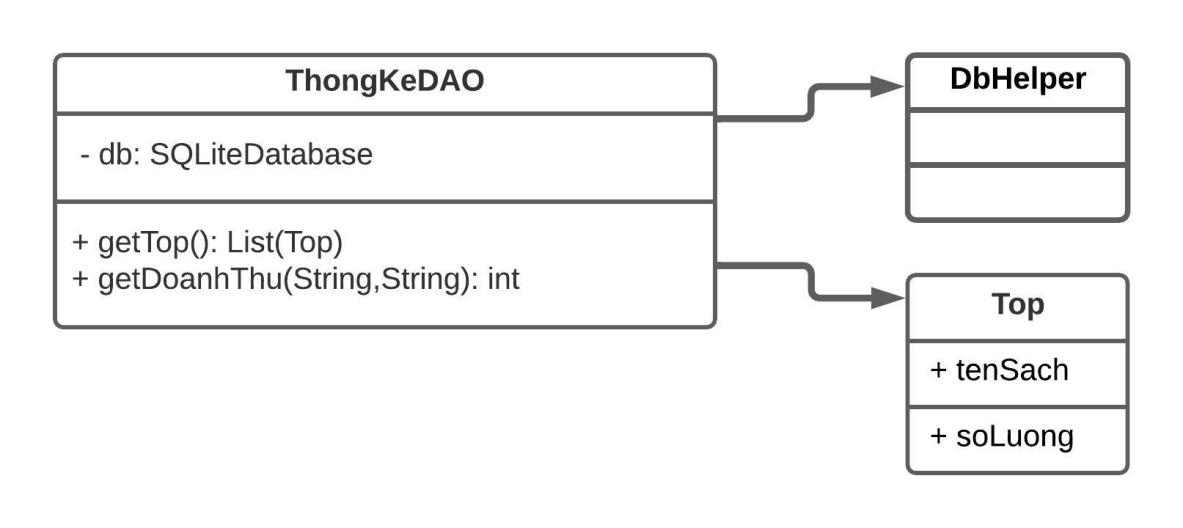 ThongKeDAO
- db: SQLiteDatabase
+ getTop(): List(Top)
+ getDoanhThu(String,String): int
DbHelper
Top
+ tenSach
+ soLuong